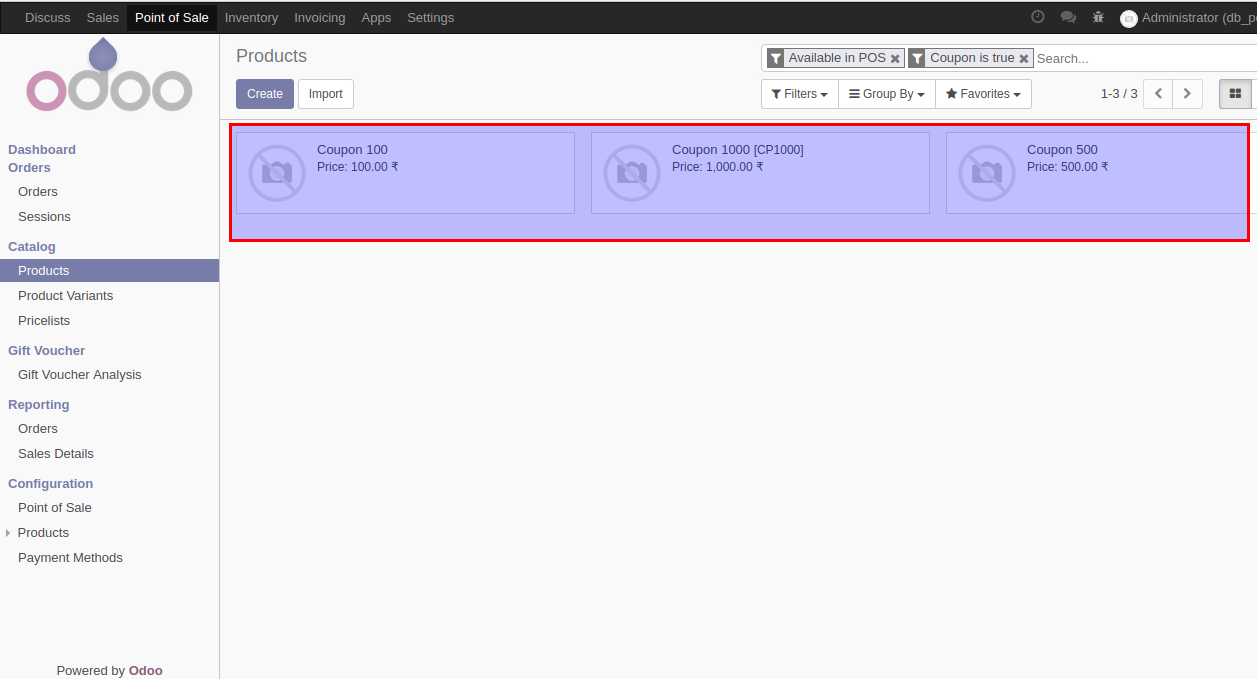 Discuss Sales Point of Sale Inventory Invoicing Apps Settings Administrator (db_p
odoo
Products
Available in POS Coupon is true Search...
Create Import
Filters Group By Favorites 1-3 / 3
Dashboard
Orders
Orders
Sessions
Catalog
Products
Product Variants
Pricelists
Gift Voucher
Gift Voucher Analysis
Reporting
Orders
Sales Details
Configuration
Point of Sale
Products
Payment Methods
Powered by Odoo
Coupon 100
Price: 100.00 ₹
Coupon 1000 [CP1000]
Price: 1,000.00 ₹
Coupon 500
Price: 500.00 ₹